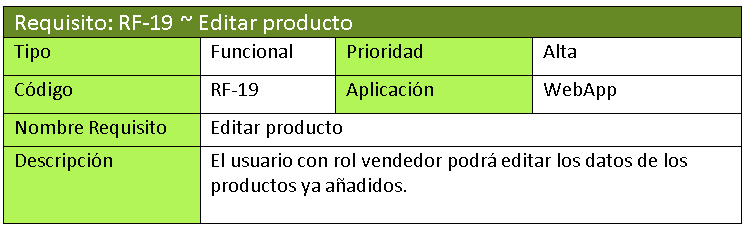 Requisito: RF-19 ~ Editar producto
Tipo Funcional Prioridad Alta
Código RF-19 Aplicación WebApp
Nombre Requisito Editar producto
Descripción El usuario con rol vendedor podrá editar los datos de los
productos ya añadidos.